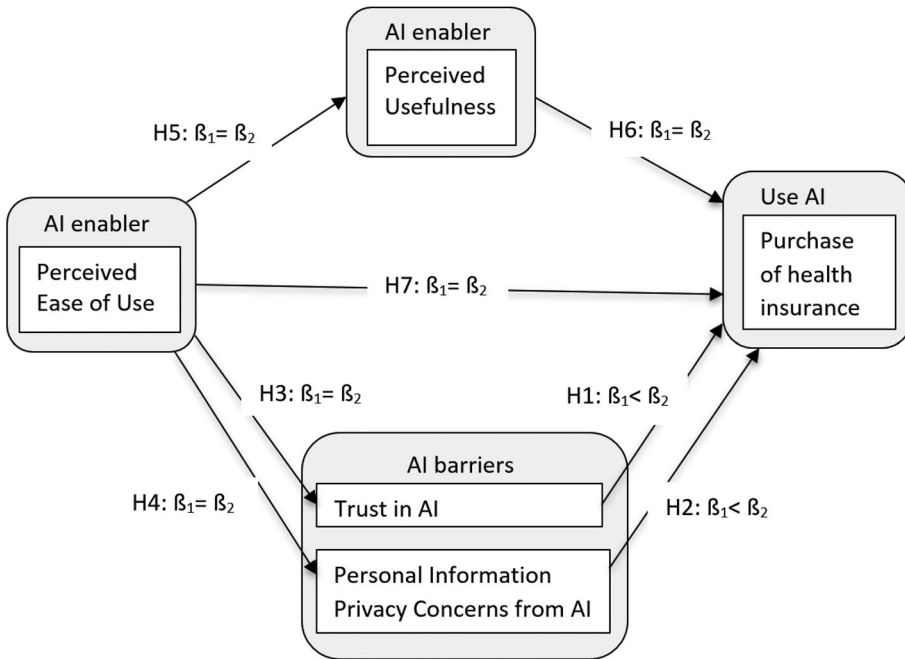 AI enabler
Perceived
Usefulness
H5: ß₁= ß₂
H6: ß₁= ß₂
AI enabler
Perceived
Ease of Use
Use AI
Purchase
of health
insurance
H7: ß₁= ß₂
H3: ß₁= ß₂
H1: ß₁< ß₂
AI barriers
Trust in AI
H4: ß₁= ß₂
H2: ß₁< ß₂
Personal Information
Privacy Concerns from AI